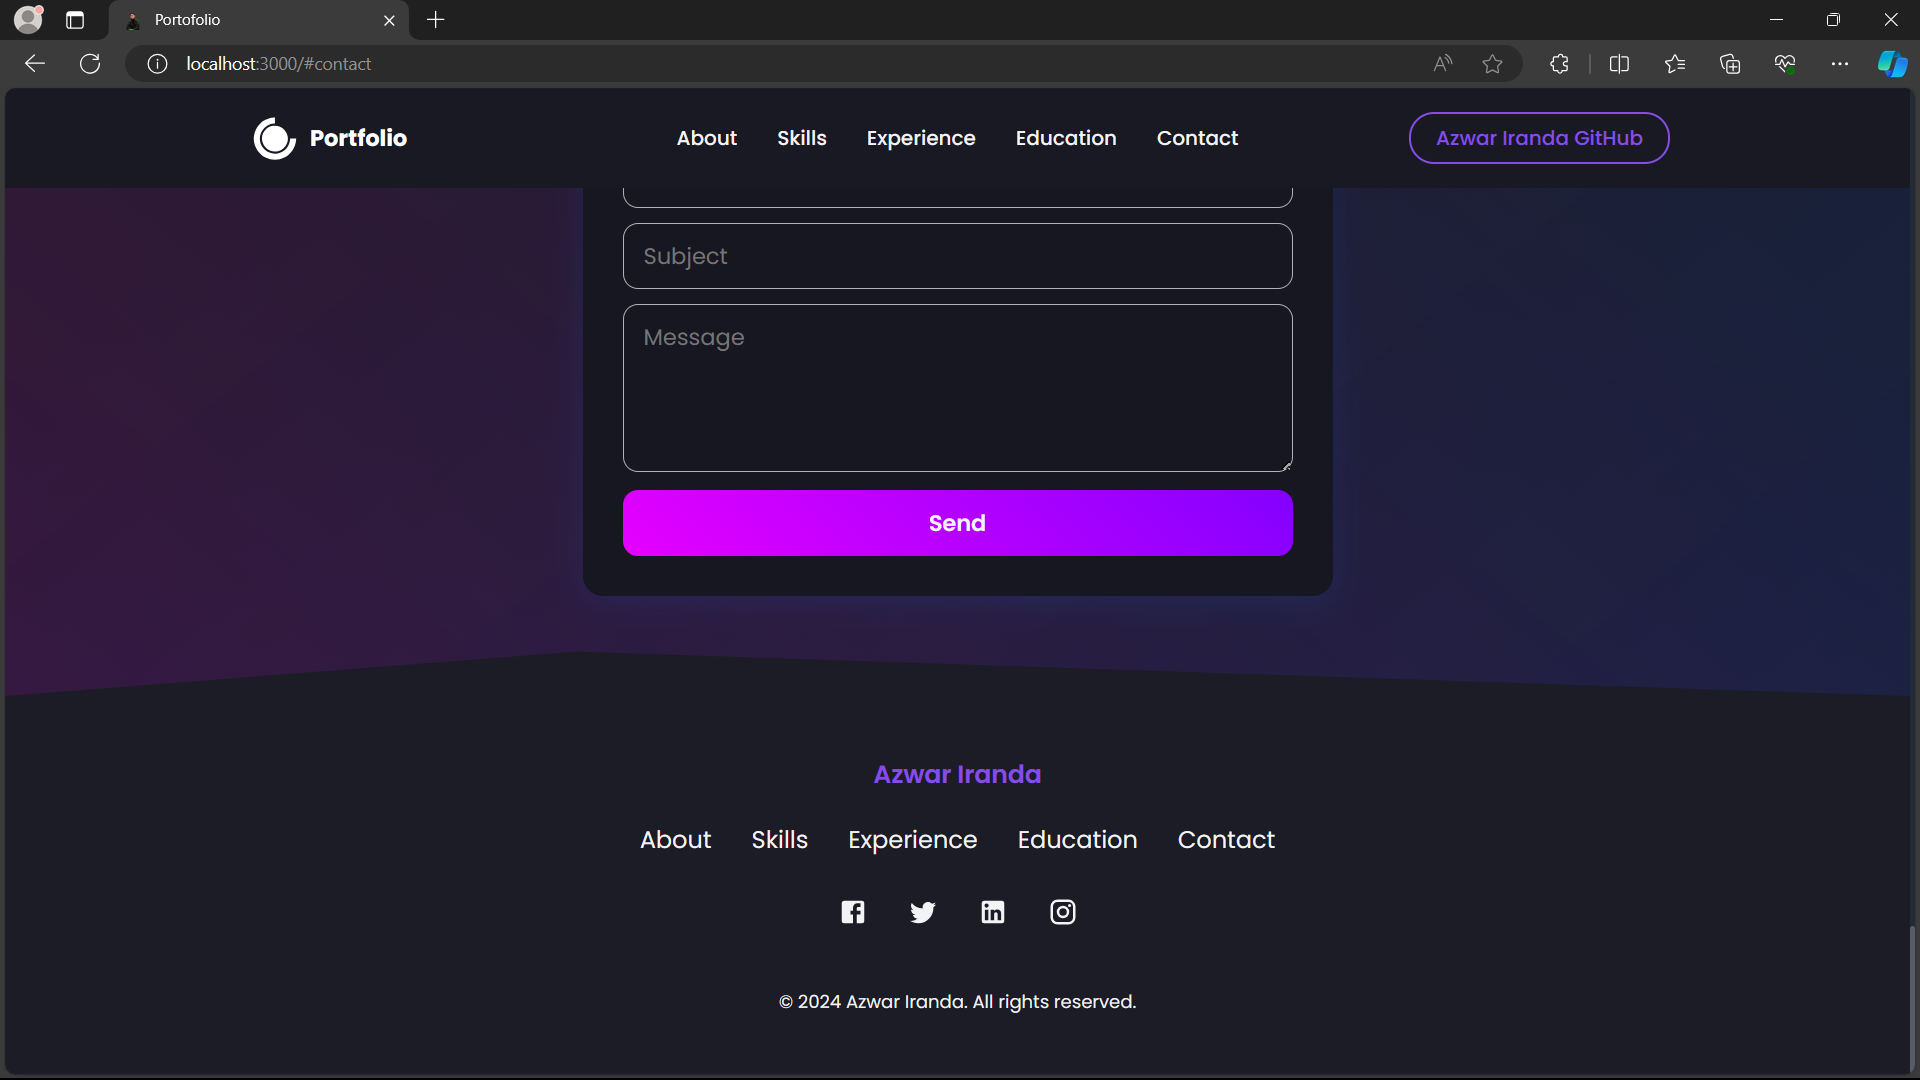 Portofolio
localhost:3000/#contact
Portfolio
About Skills Experience Education Contact
Azwar Iranda GitHub
Subject
Message
Send
Azwar Iranda
About Skills Experience Education Contact
© 2024 Azwar Iranda. All rights reserved.